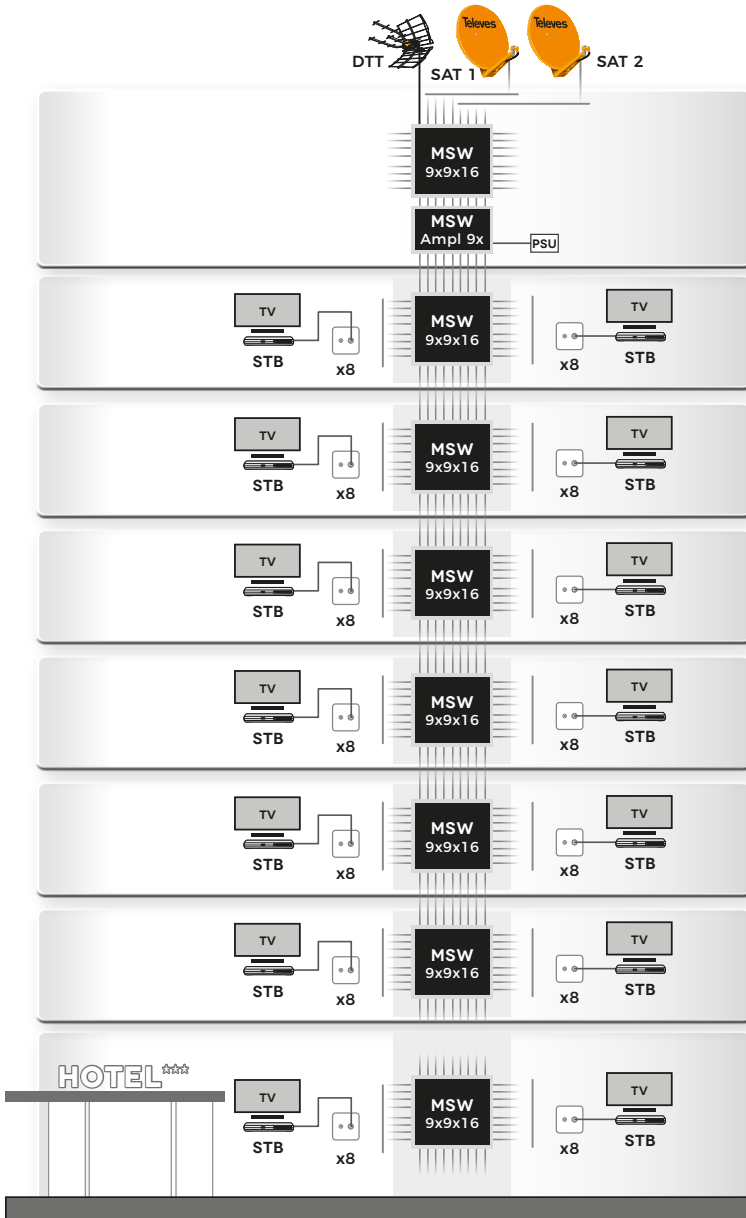 Televes
Televes
DTT
SAT 1
SAT 2
MSW
9x9x16
MSW
Ampl 9x
PSU
TV
STB
x8
MSW
9x9x16
x8
TV
STB
TV
STB
x8
MSW
9x9x16
x8
TV
STB
TV
STB
x8
MSW
9x9x16
x8
TV
STB
TV
STB
x8
MSW
9x9x16
x8
TV
STB
TV
STB
x8
MSW
9x9x16
x8
TV
STB
TV
STB
x8
MSW
9x9x16
x8
TV
STB
HOTEL***
TV
STB
x8
MSW
9x9x16
x8
TV
STB